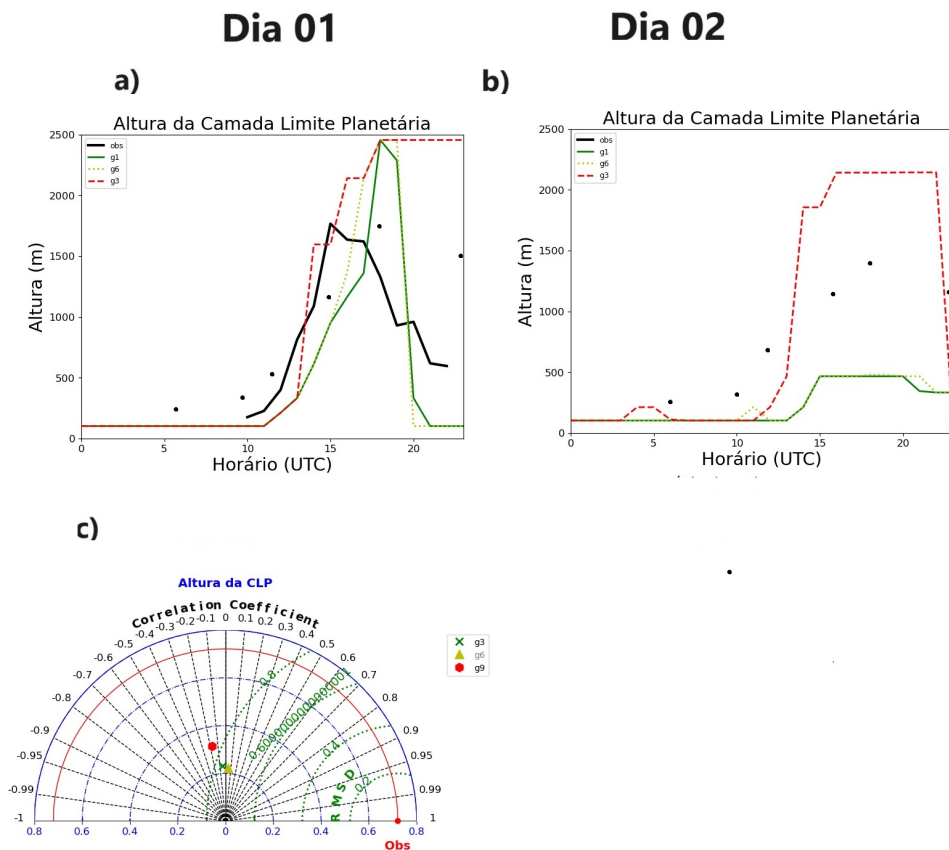 Dia 01
Dia 02
a)
b)
Altura da Camada Limite Planetária
Altura da Camada Limite Planetária
2500
2000
1500
1000
500
0
Altura (m)
obs
g1
g6
g3
0
5
10
15
20
Horário (UTC)
2500
2000
1500
1000
500
0
Altura (m)
obs
g1
g6
g3
0
5
10
15
20
Horário (UTC)
c)
Altura da CLP
Correlation Coefficient
-1
-0.99
-0.95
-0.9
-0.8
-0.7
-0.6
-0.5
-0.4
-0.3
-0.2
-0.1
0
0.1
0.2
0.3
0.4
0.5
0.6
0.7
0.8
0.9
0.95
0.99
1
0.8
0.6000000000000001
0.4
0.2
RMSD
0.8
0.6
0.4
0.2
0
0.2
0.4
0.6
0.8
Obs
g3
g6
g9